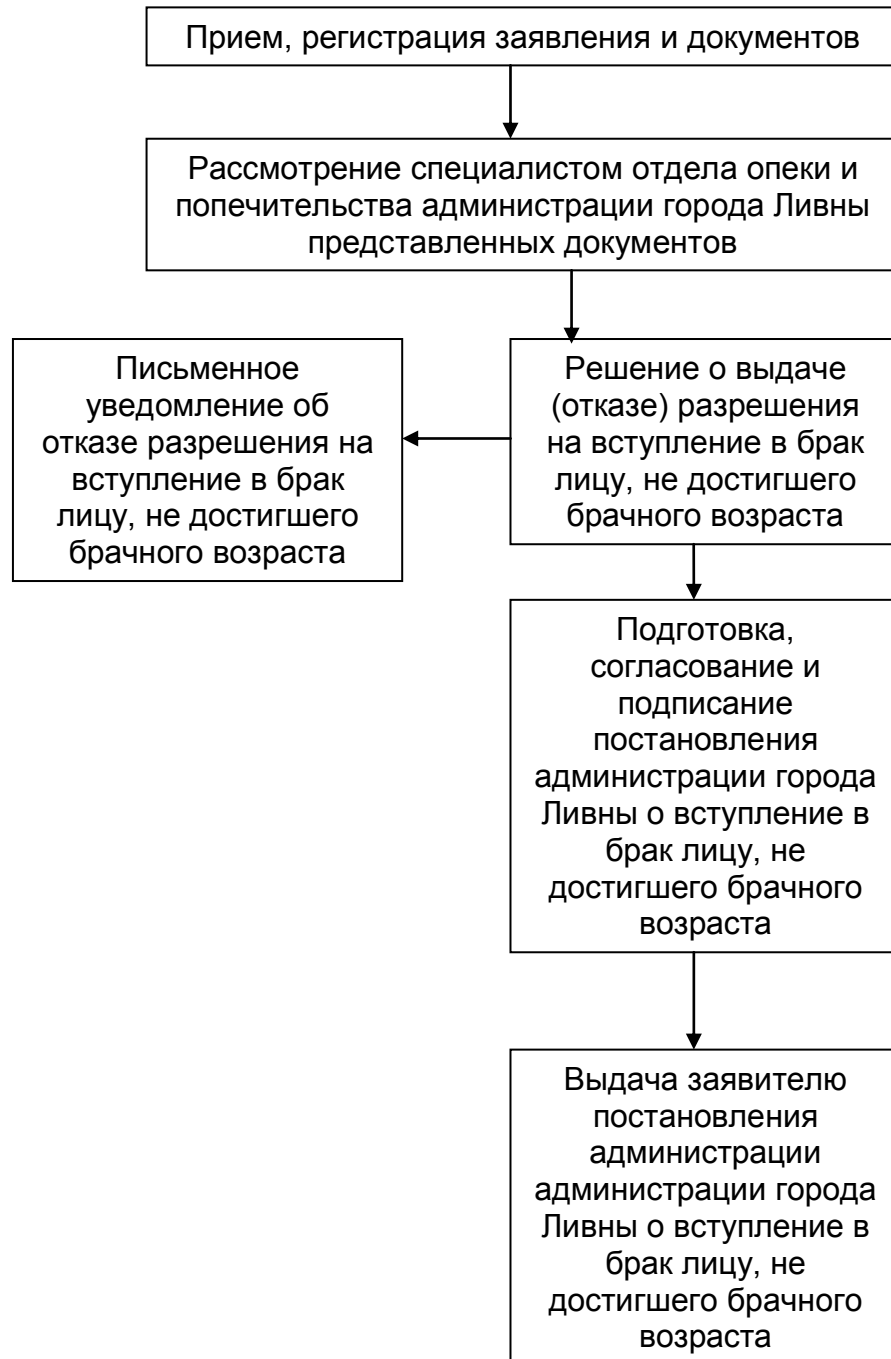 Прием, регистрация заявления и документов
Рассмотрение специалистом отдела опеки и
попечительства администрации города Ливны
представленных документов
Письменное
уведомление об
отказе разрешения на
вступление в брак
лицу, не достигшего
брачного возраста
Решение о выдаче
(отказе) разрешения
на вступление в брак
лицу, не достигшего
брачного возраста
Подготовка,
согласование и
подписание
постановления
администрации города
Ливны о вступление в
брак лицу, не
достигшего брачного
возраста
Выдача заявителю
постановления
администрации
администрации города
Ливны о вступление в
брак лицу, не
достигшего брачного
возраста